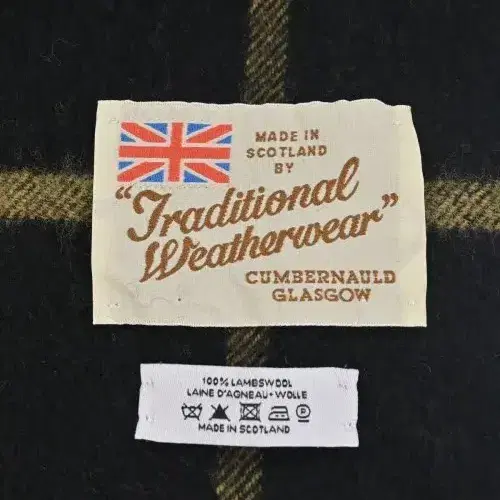 MADE IN
SCOTLAND
BY
"Traditional
Weatherwear"
CUMBERNAULD
GLASGOW
100% LAMBSWOOL
LAINE D'AGNEAU • WOLLE
P
MADE IN SCOTLAND